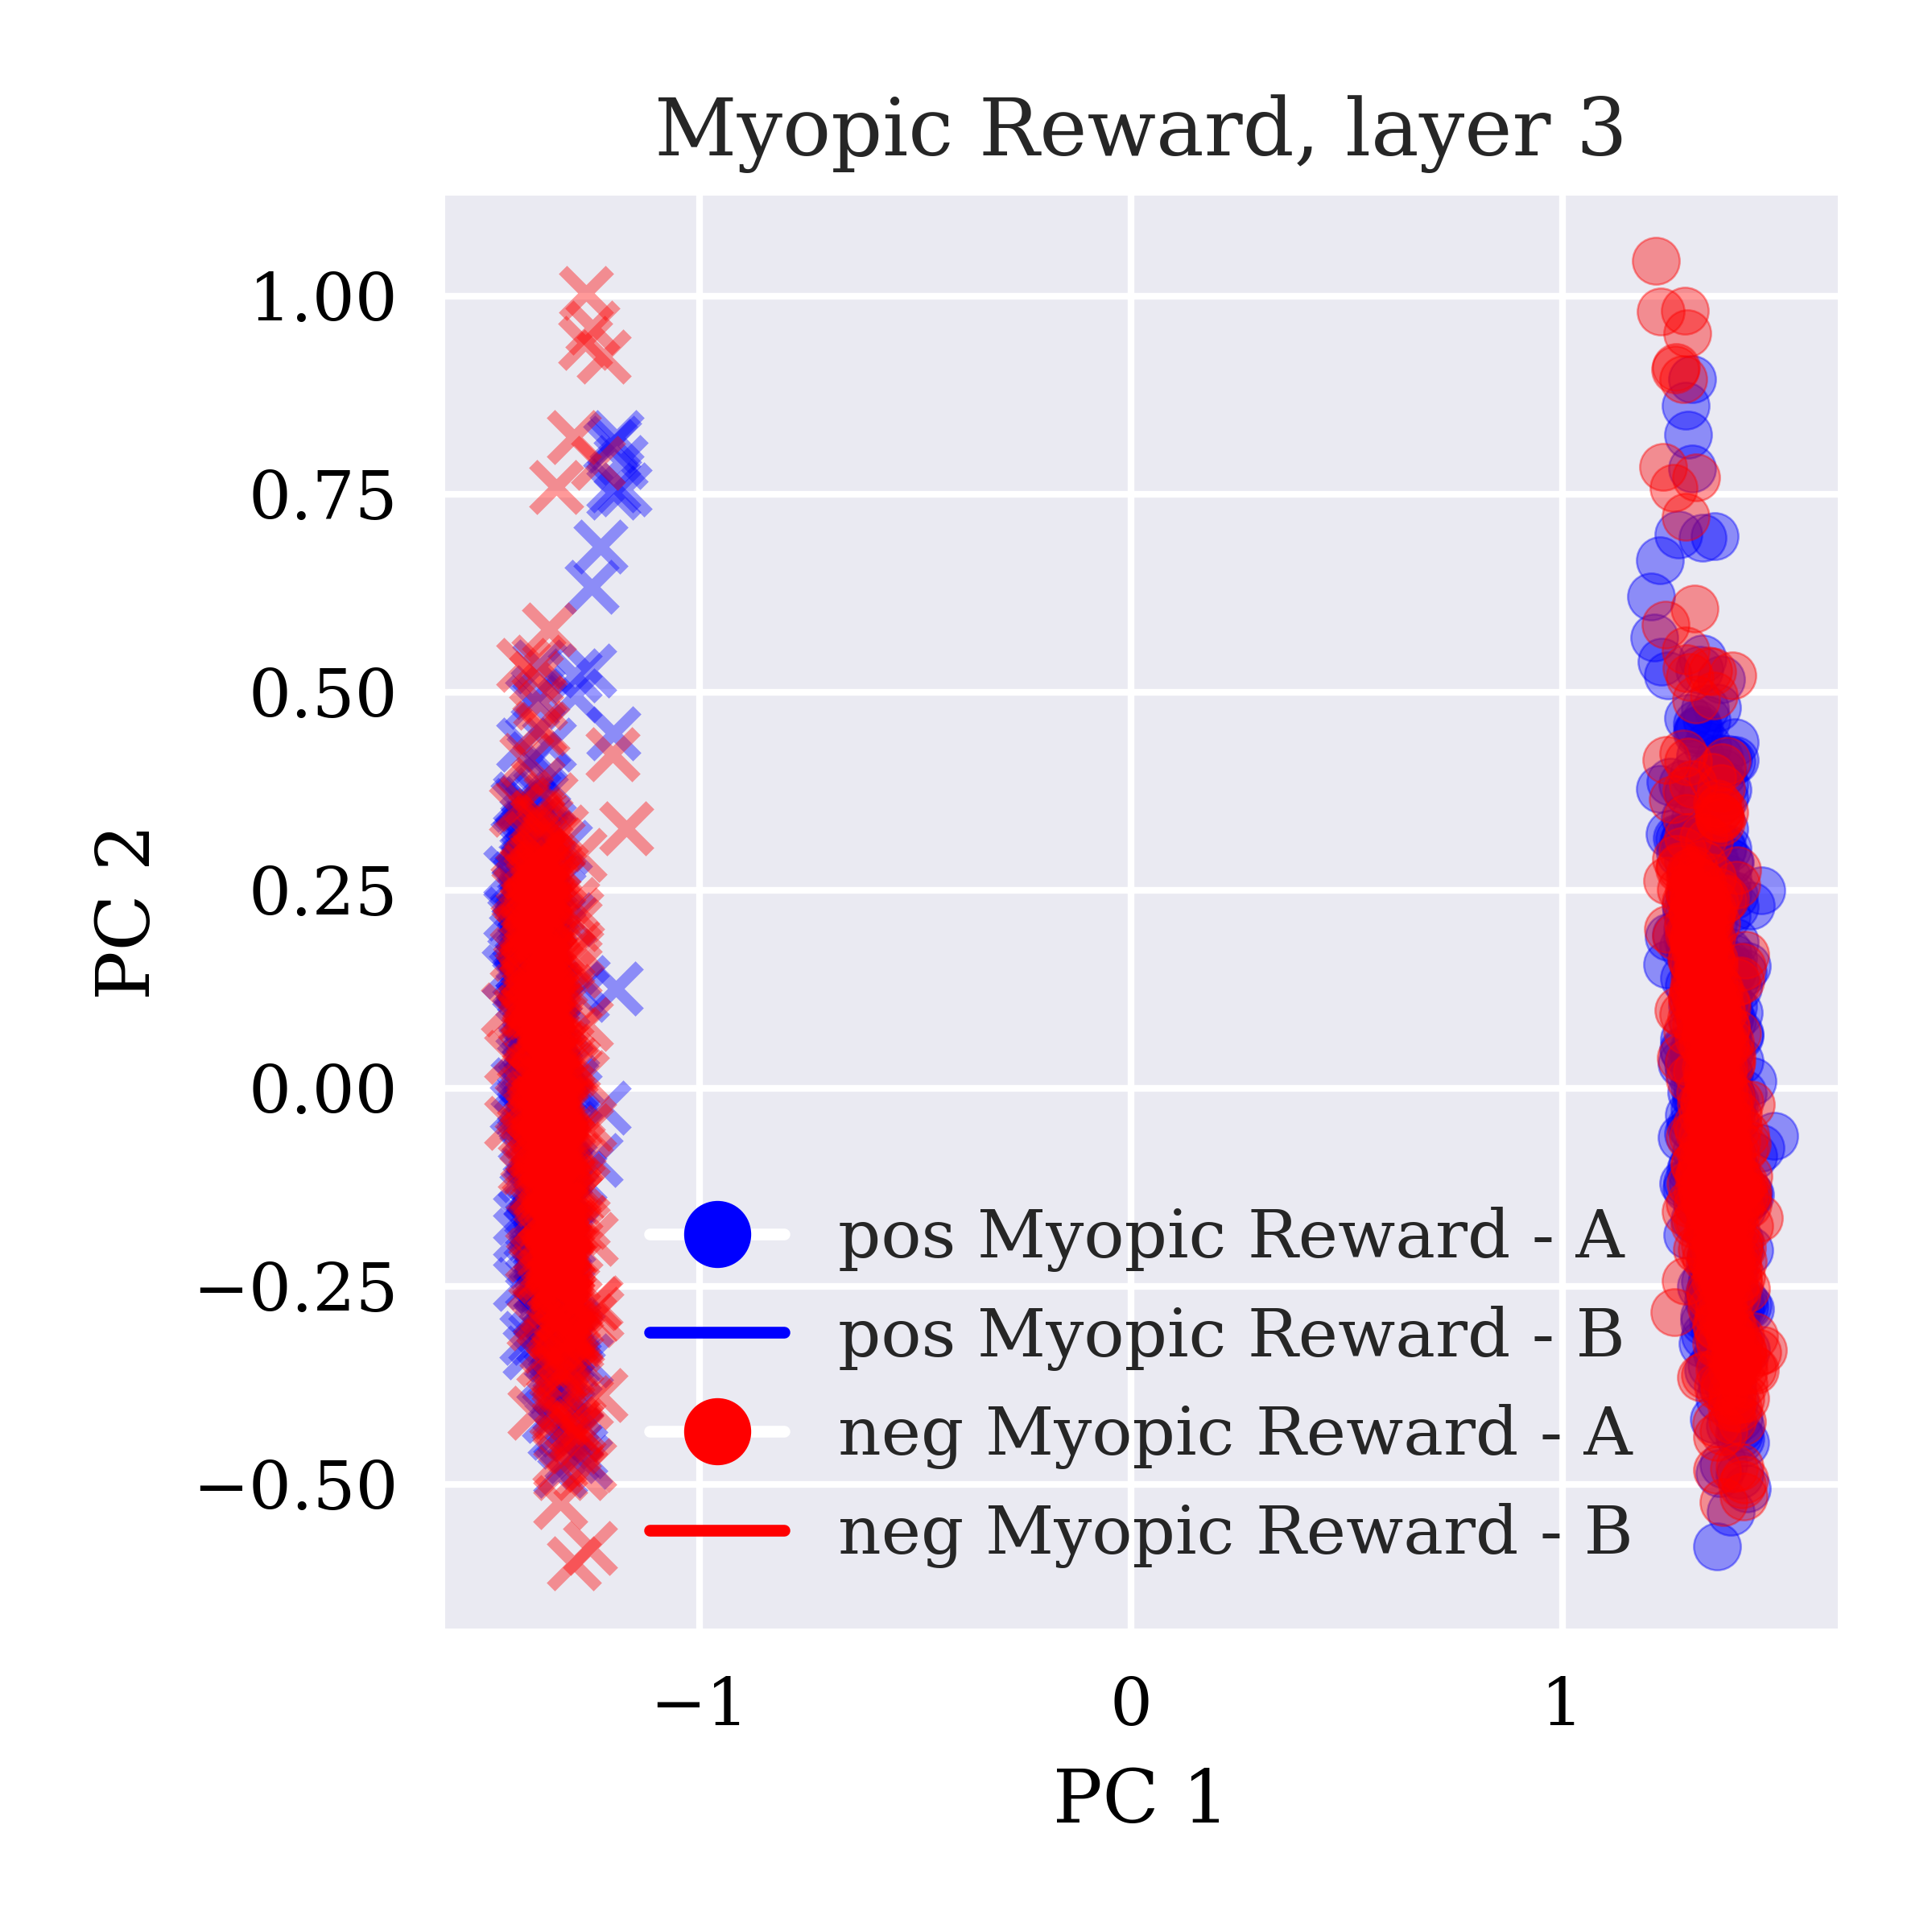 Myopic Reward, layer 3
1.00
0.75
0.50
0.25
0.00
−0.25
−0.50
PC 2
pos Myopic Reward - A
pos Myopic Reward - B
neg Myopic Reward - A
neg Myopic Reward - B
−1
0
1
PC 1